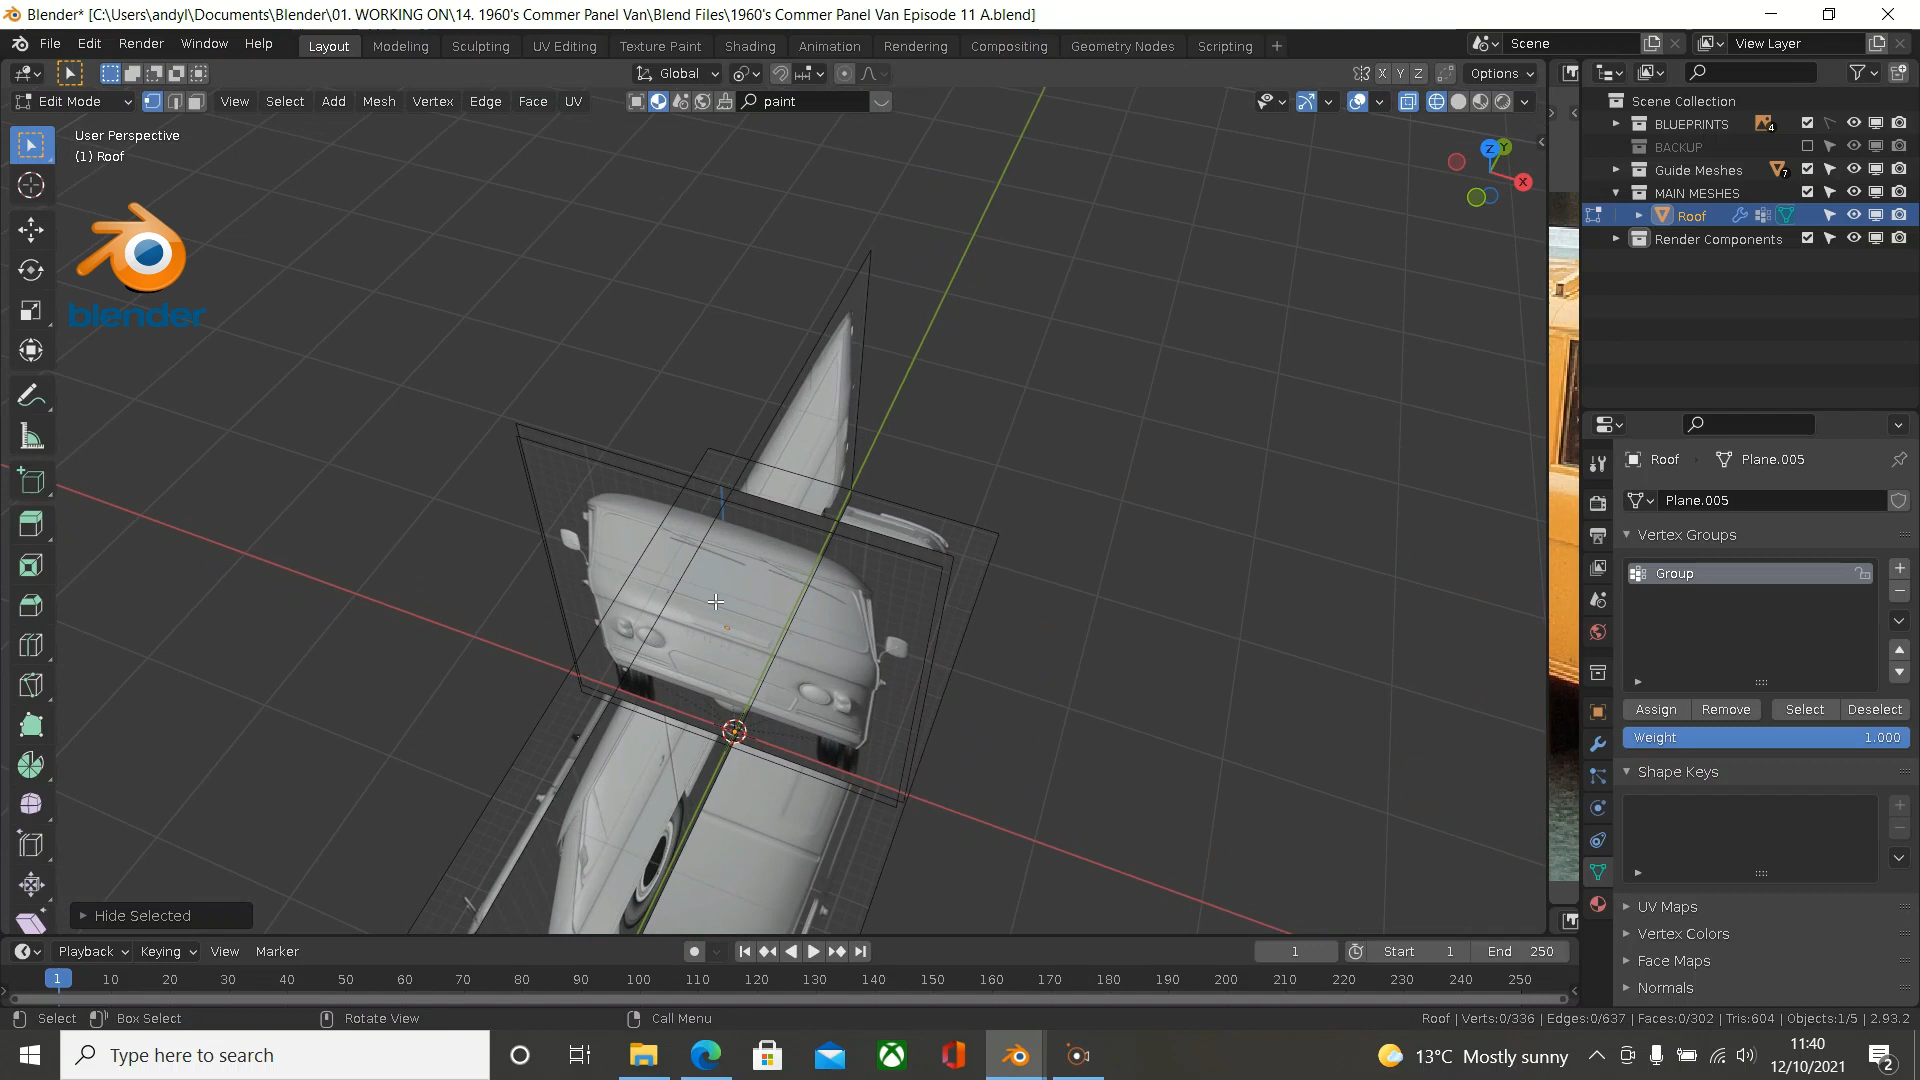 Blender* [C:\Users\andyl\Documents\Blender\01. WORKING ON\14. 1960's Commer Panel Van\Blend Files\1960's Commer Panel Van Episode 11 A.blend]
File Edit Render Window Help Layout Modeling Sculpting UV Editing Texture Paint Shading Animation Rendering Compositing Geometry Nodes Scripting + Scene View Layer
Global X Y Z Options
Edit Mode View Select Add Mesh Vertex Edge Face UV paint
Scene Collection
BLUEPRINTS 4
BACKUP
Guide Meshes 7
MAIN MESHES
Roof
Render Components
User Perspective
(1) Roof
Z Y
X
blender
Roof Plane.005
Plane.005
Vertex Groups
Group
Assign Remove Select Deselect
Weight 1.000
Shape Keys
UV Maps
Vertex Colors
Face Maps
Normals
Hide Selected
Playback Keying View Marker 1 Start 1 End 250
1 10 20 30 40 50 60 70 80 90 100 110 120 130 140 150 160 170 180 190 200 210 220 230 240 250
Select Box Select Rotate View Call Menu Roof | Verts:0/336 | Edges:0/637 | Faces:0/302 | Tris:604 | Objects:1/5 | 2.93.2
Type here to search 13°C Mostly sunny 11:40
12/10/2021 2